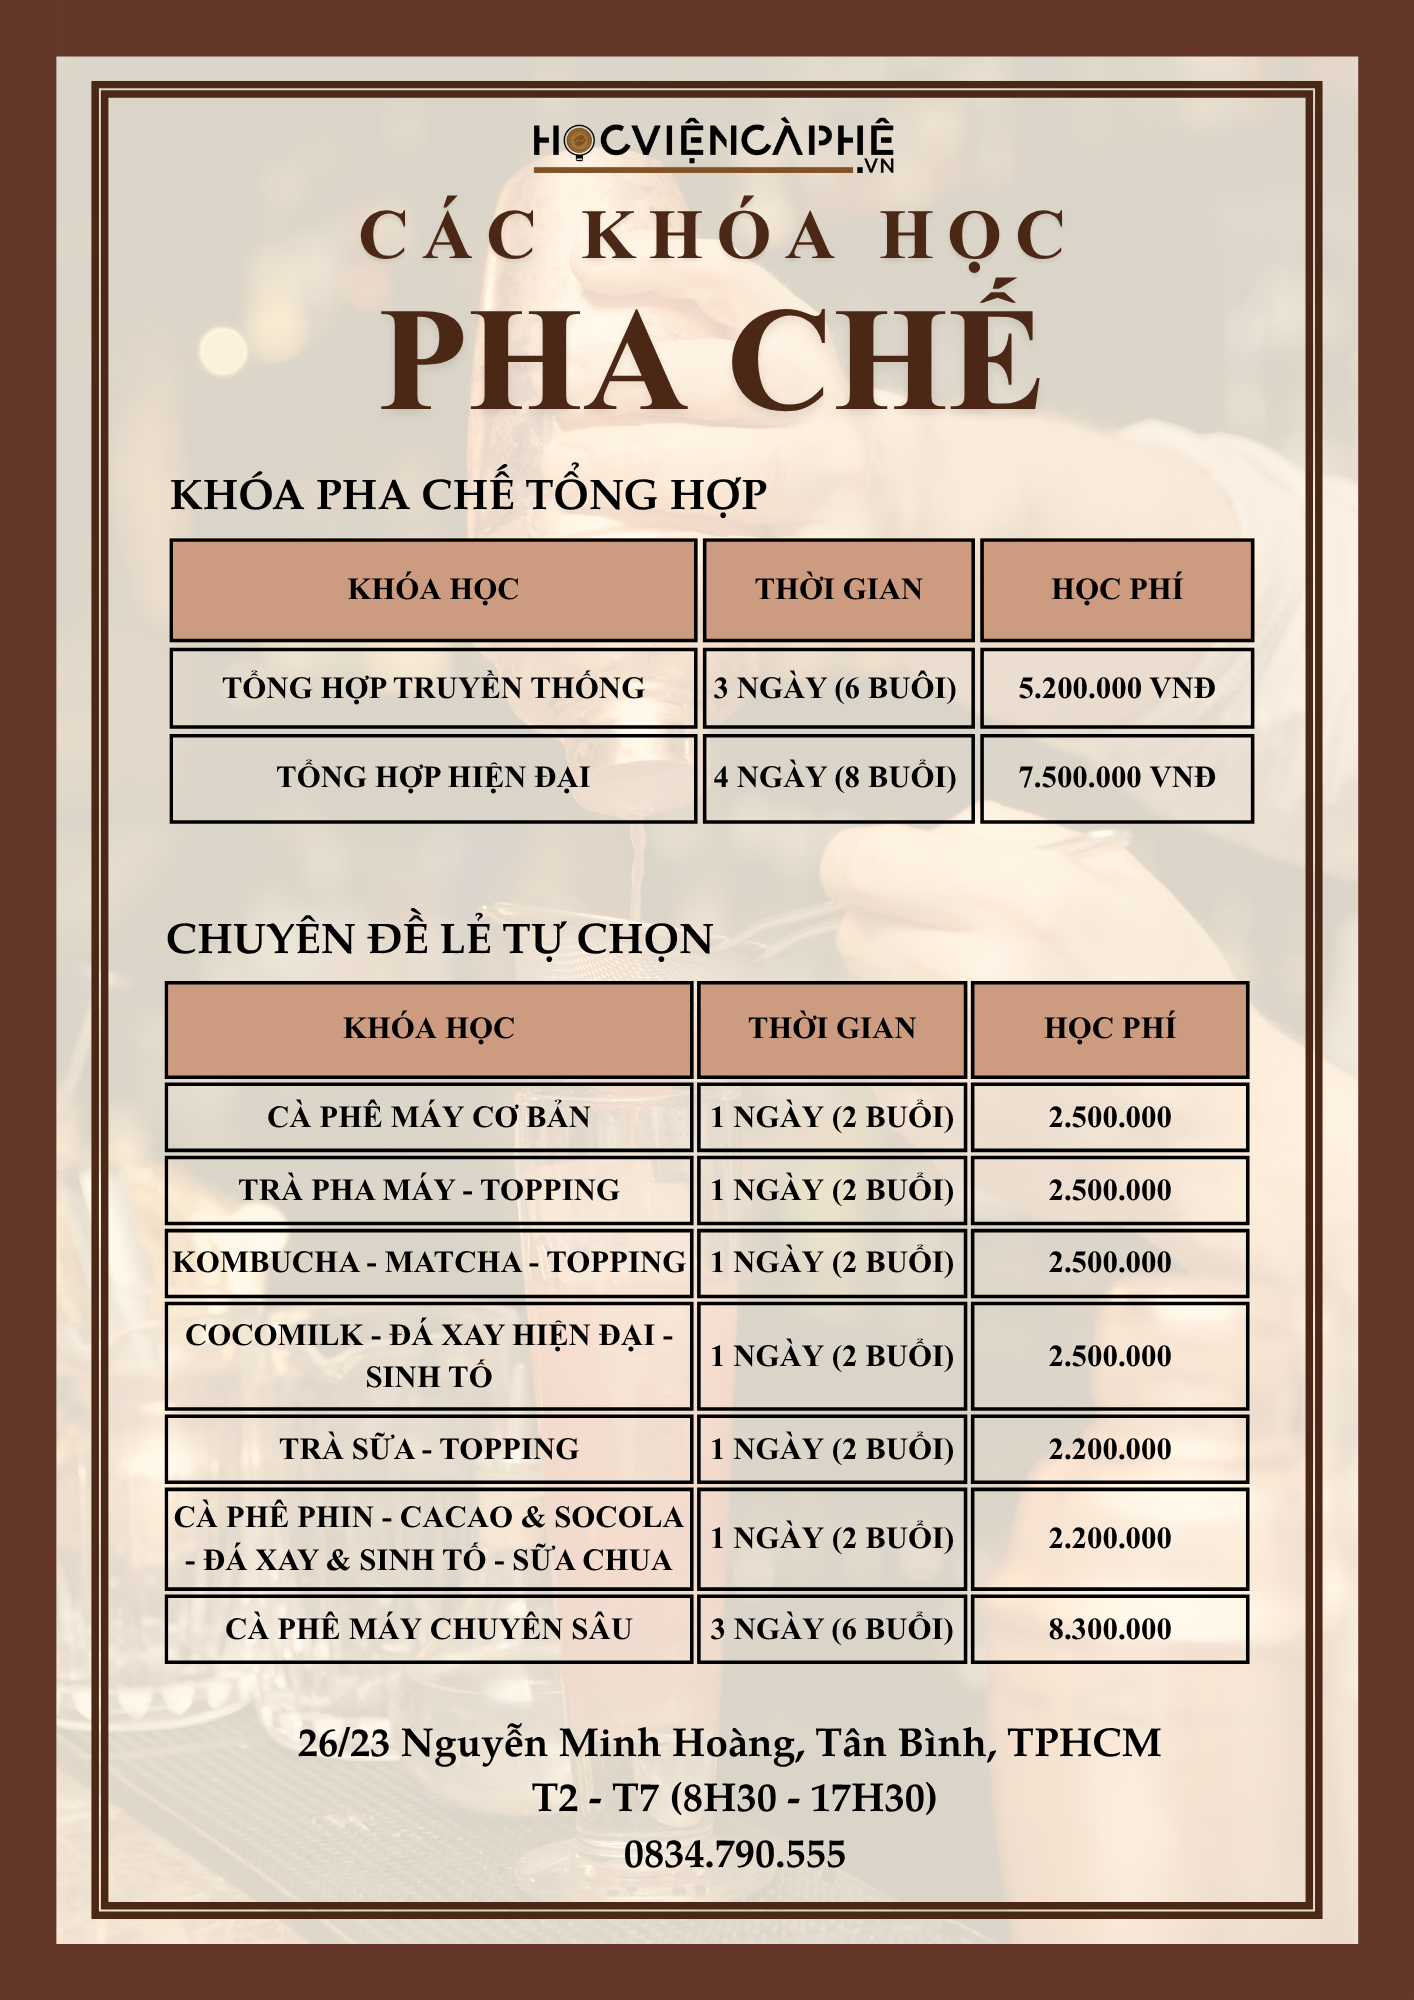 HỌCVIỆNCÀPHÊ
.VN
CÁC KHÓA HỌC
PHA CHẾ
KHÓA PHA CHẾ TỔNG HỢP
KHÓA HỌC THỜI GIAN HỌC PHÍ
TỔNG HỢP TRUYỀN THỐNG 3 NGÀY (6 BUÔI) 5.200.000 VNĐ
TỔNG HỢP HIỆN ĐẠI 4 NGÀY (8 BUỔI) 7.500.000 VNĐ
CHUYÊN ĐỀ LẺ TỰ CHỌN
KHÓA HỌC THỜI GIAN HỌC PHÍ
CÀ PHÊ MÁY CƠ BẢN 1 NGÀY (2 BUỔI) 2.500.000
TRÀ PHA MÁY - TOPPING 1 NGÀY (2 BUỔI) 2.500.000
KOMBUCHA - MATCHA - TOPPING 1 NGÀY (2 BUỔI) 2.500.000
COCOMILK - ĐÁ XAY HIỆN ĐẠI -
SINH TỐ
1 NGÀY (2 BUỔI) 2.500.000
TRÀ SỮA - TOPPING 1 NGÀY (2 BUỔI) 2.200.000
CÀ PHÊ PHIN - CACAO & SOCOLA
- ĐÁ XAY & SINH TỐ - SỮA CHUA
1 NGÀY (2 BUỔI) 2.200.000
CÀ PHÊ MÁY CHUYÊN SÂU 3 NGÀY (6 BUỔI) 8.300.000
26/23 Nguyễn Minh Hoàng, Tân Bình, TPHCM
T2 - T7 (8H30 - 17H30)
0834.790.555